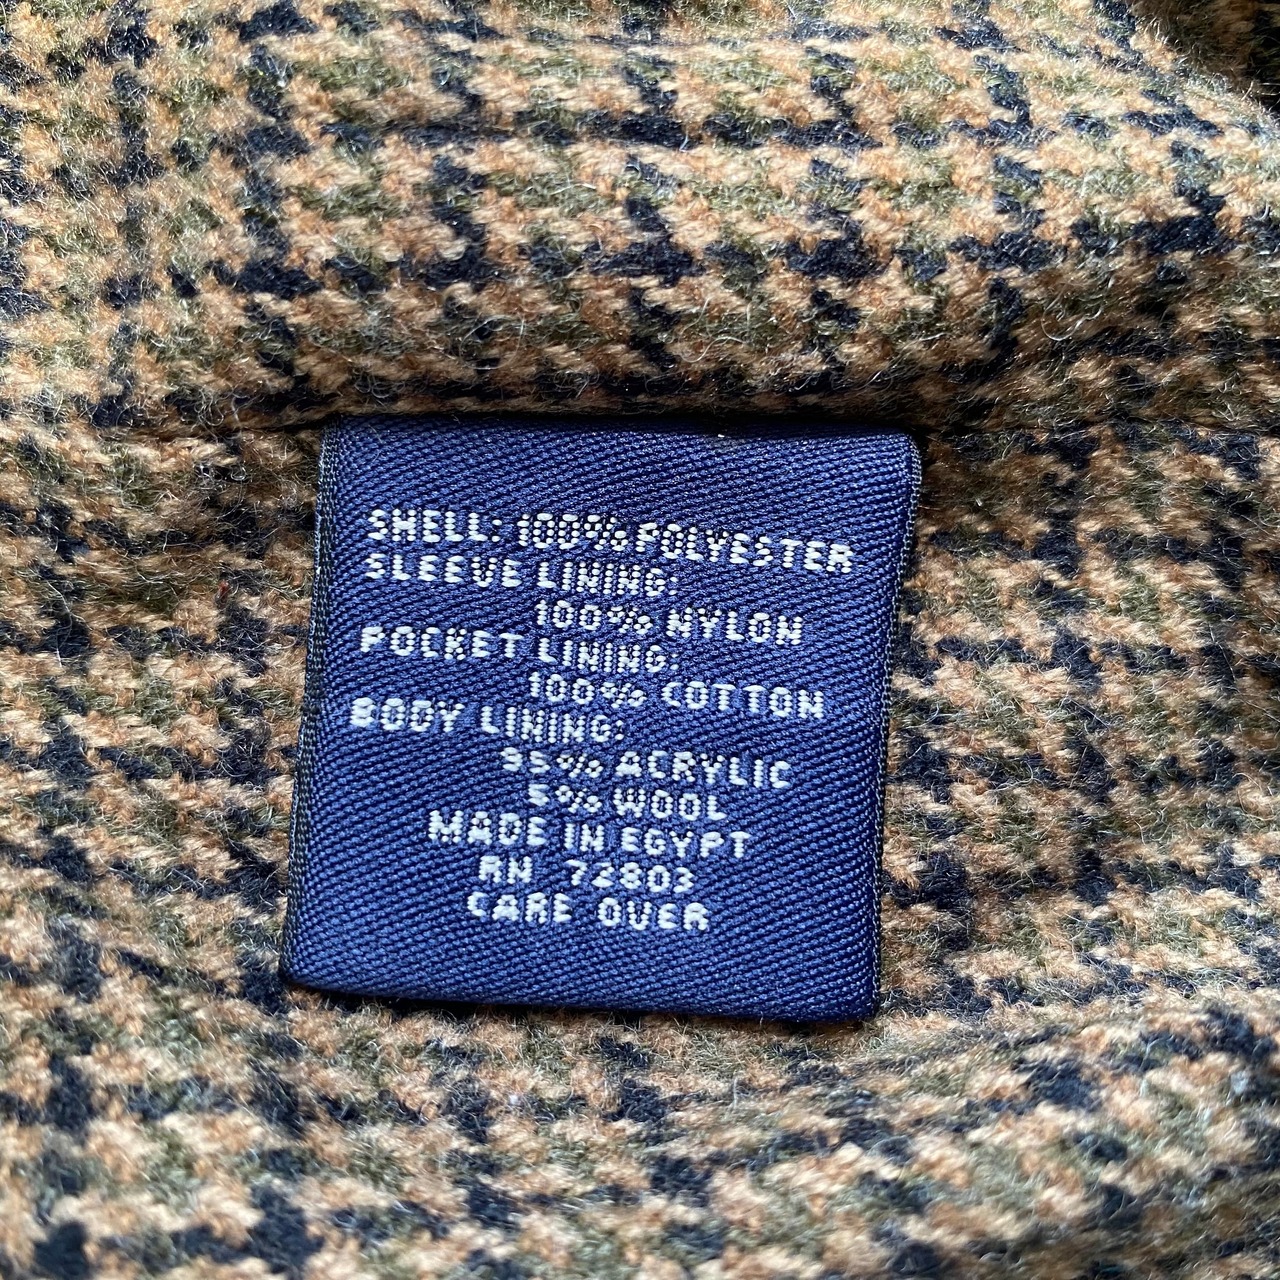 SHELL: 100% POLYESTER
SLEEVE LINING:
100% NYLON
POCKET LINING:
100% COTTON
BODY LINING:
95% ACRYLIC
5% WOOL
MADE IN EGYPT
RN 72803
CARE OVER